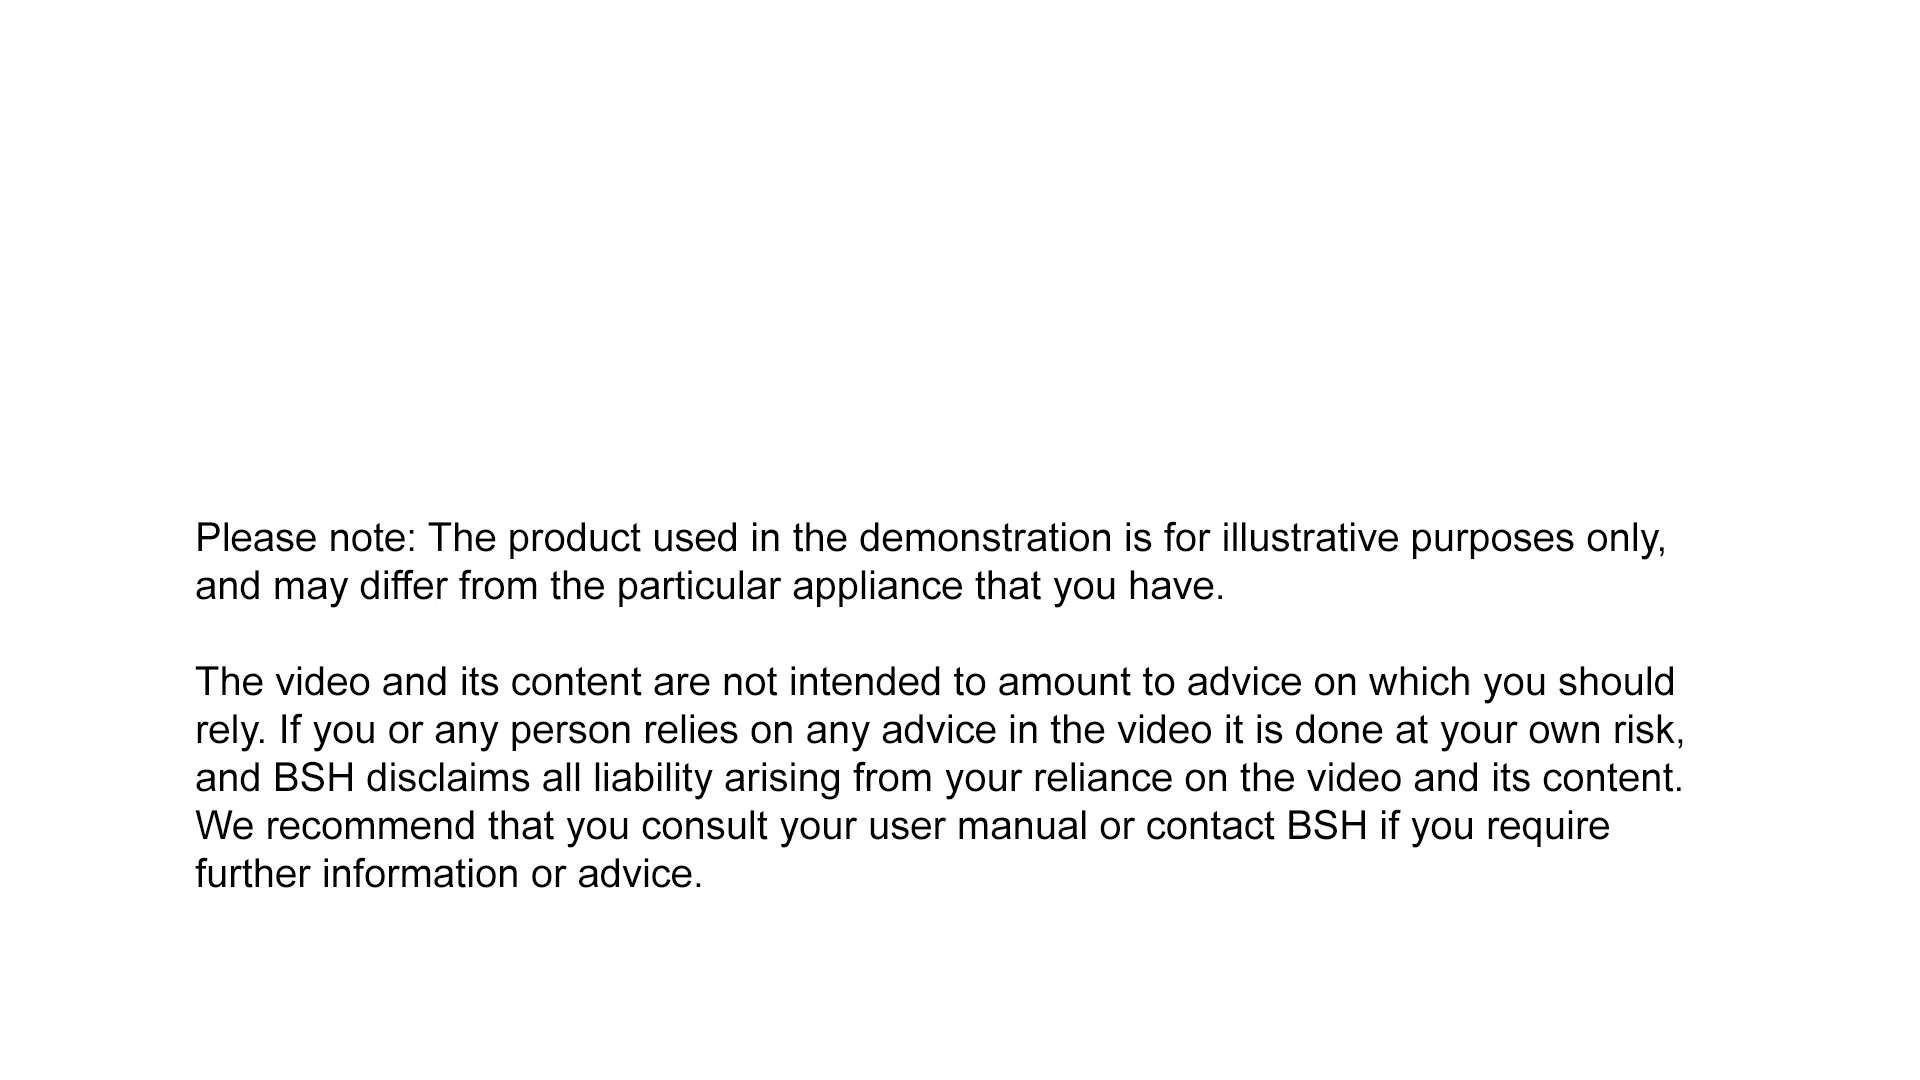 Please note: The product used in the demonstration is for illustrative purposes only,
and may differ from the particular appliance that you have.
The video and its content are not intended to amount to advice on which you should
rely. If you or any person relies on any advice in the video it is done at your own risk,
and BSH disclaims all liability arising from your reliance on the video and its content.
We recommend that you consult your user manual or contact BSH if you require
further information or advice.